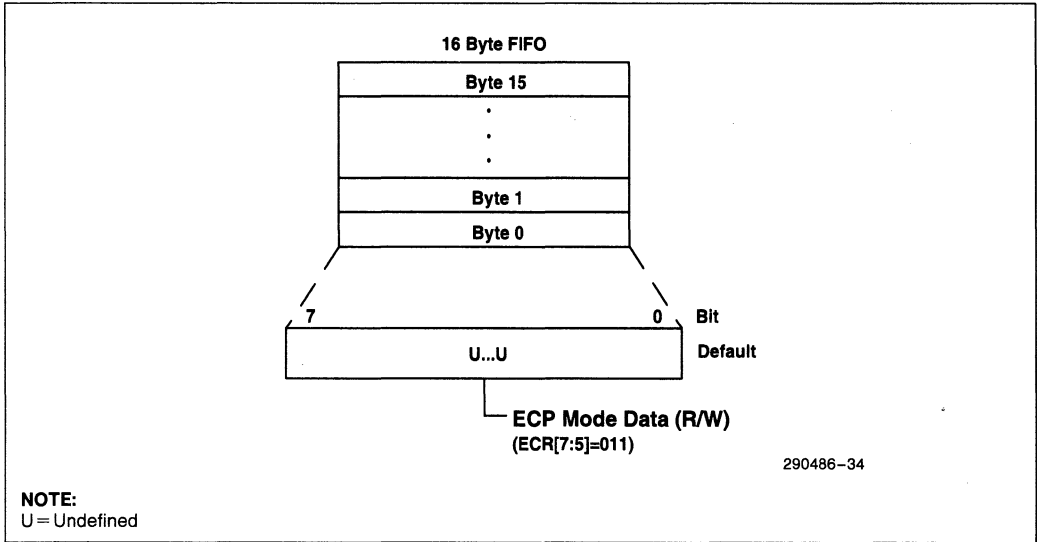 16 Byte FIFO
Byte 15
Byte 1
Byte 0
7 0 Bit
U...U Default
ECP Mode Data (R/W)
(ECR[7:5]=011)
290486–34
NOTE:
U = Undefined